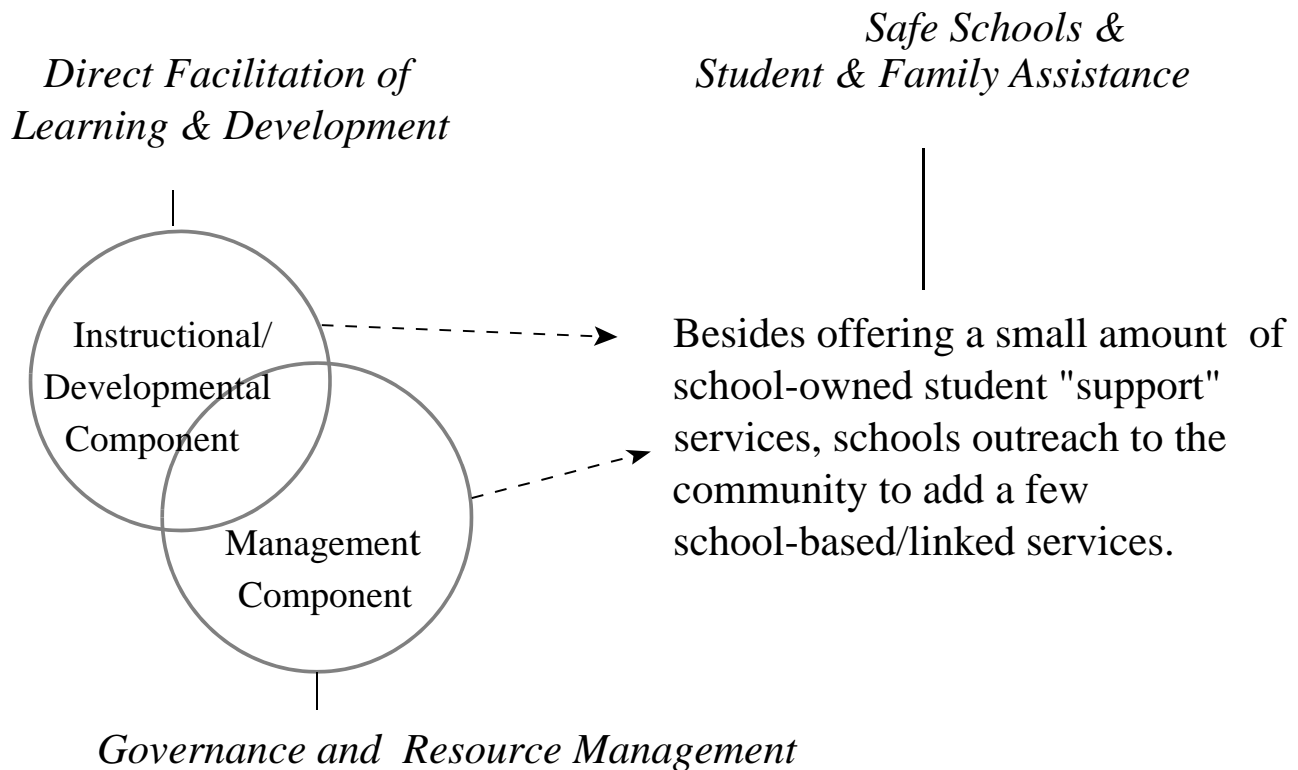 Direct Facilitation of
Learning & Development
Safe Schools &
Student & Family Assistance
Instructional/
Developmental
Component
Management
Component
Besides offering a small amount of
school-owned student "support"
services, schools outreach to the
community to add a few
school-based/linked services.
Governance and Resource Management